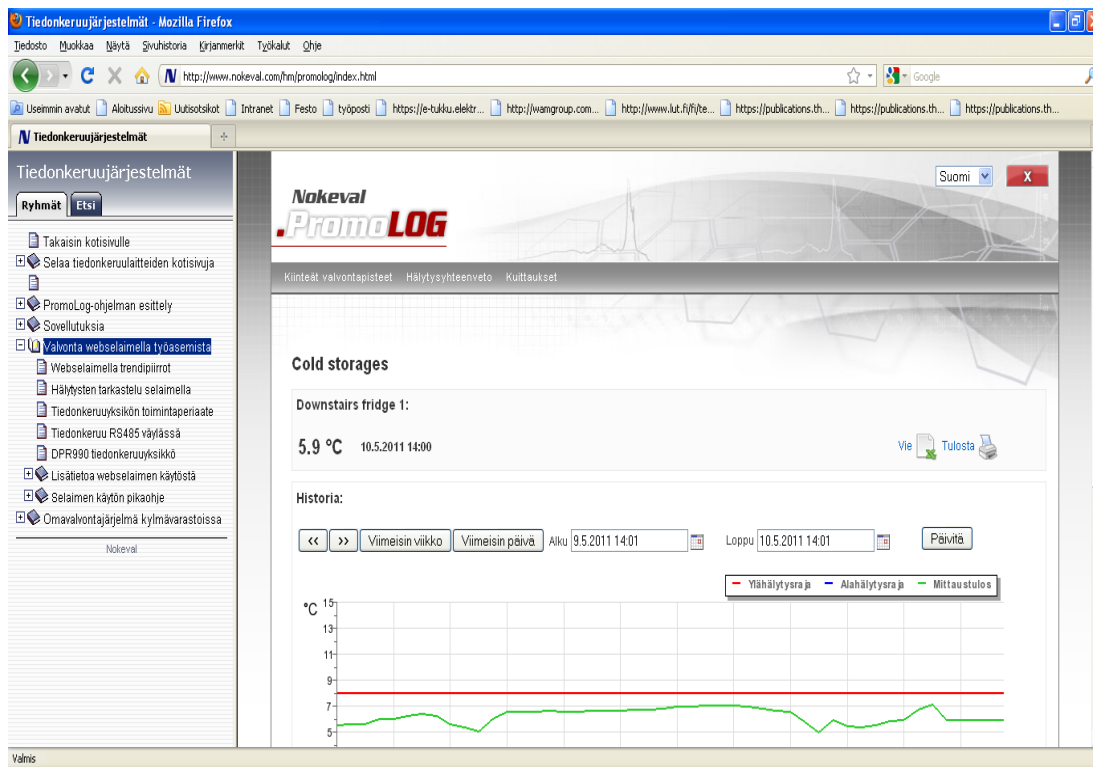 Tiedonkeruujärjestelmät - Mozilla Firefox
Tiedosto Muokkaa Näytä Sivuhistoria Kirjanmerkit Työkalut Ohje
N http://www.nokeval.com/hm/promolog/index.html Google
Useimmin avatut Aloitussivu Uutisotsikot Intranet Festo työposti https://e-tukku.elektr... http://wamgroup.com... http://www.lut.fi/fi/te... https://publications.th... https://publications.th... https://publications.th...
N Tiedonkeruujärjestelmät
Tiedonkeruujärjestelmät
Ryhmät Etsi
Takaisin kotisivulle
Selaa tiedonkeruulaitteiden kotisivuja
PromoLog-ohjelman esittely
Sovellutuksia
Valvonta webselaimella työasemista
Webselaimella trendipiirrot
Hälytysten tarkastelu selaimella
Tiedonkeruuyksikön toimintaperiaate
Tiedonkeruu RS485 väylässä
DPR990 tiedonkeruuyksikkö
Lisätietoa webselaimen käytöstä
Selaimen käytön pikaohje
Omavalvontajärjelmä kylmävarastoissa
Nokeval
Suomi X
Nokeval
.PromoLOG
Kiinteät valvontapisteet Hälytysyhteenveto Kuittaukset
Cold storages
Downstairs fridge 1:
5.9 °C 10.5.2011 14:00 Vie Tulosta
Historia:
<< >> Viimeisin viikko Viimeisin päivä Alku 9.5.2011 14:01 Loppu 10.5.2011 14:01 Päivitä
Ylähälytysraja Alahälytysraja Mittaustulos
°C 15
13
11
9
7
5
Valmis